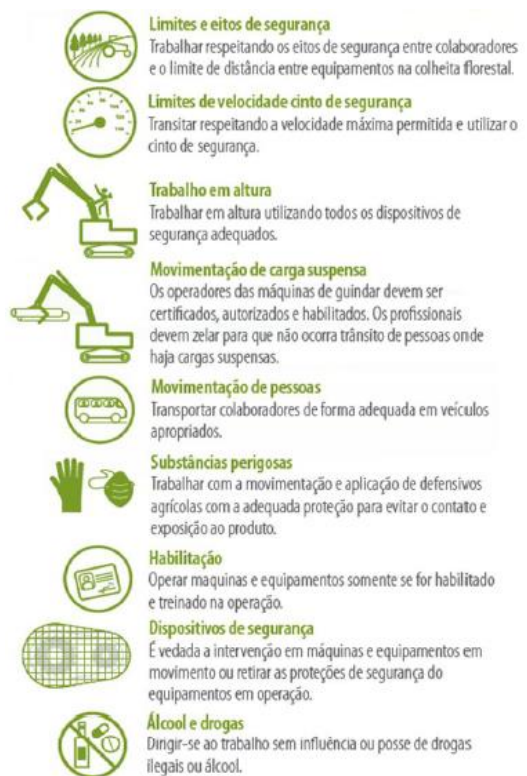 Limites e eitos de segurança
Trabalhar respeitando os eitos de segurança entre colaboradores
e o limite de distância entre equipamentos na colheita florestal.
Limites de velocidade cinto de segurança
Transitar respeitando a velocidade máxima permitida e utilizar o
cinto de segurança.
Trabalho em altura
Trabalhar em altura utilizando todos os dispositivos de
segurança adequados.
Movimentação de carga suspensa
Os operadores das máquinas de guindar devem ser
certificados, autorizados e habilitados. Os profissionais
devem zelar para que não ocorra trânsito de pessoas onde
haja cargas suspensas.
Movimentação de pessoas
Transportar colaboradores de forma adequada em veículos
apropriados.
Substâncias perigosas
Trabalhar com a movimentação e aplicação de defensivos
agrícolas com a adequada proteção para evitar o contato e
exposição ao produto.
Habilitação
Operar maquinas e equipamentos somente se for habilitado
e treinado na operação.
Dispositivos de segurança
É vedada a intervenção em máquinas e equipamentos em
movimento ou retirar as proteções de segurança do
equipamentos em operação.
Álcool e drogas
Dirigir-se ao trabalho sem influência ou posse de drogas
ilegais ou álcool.